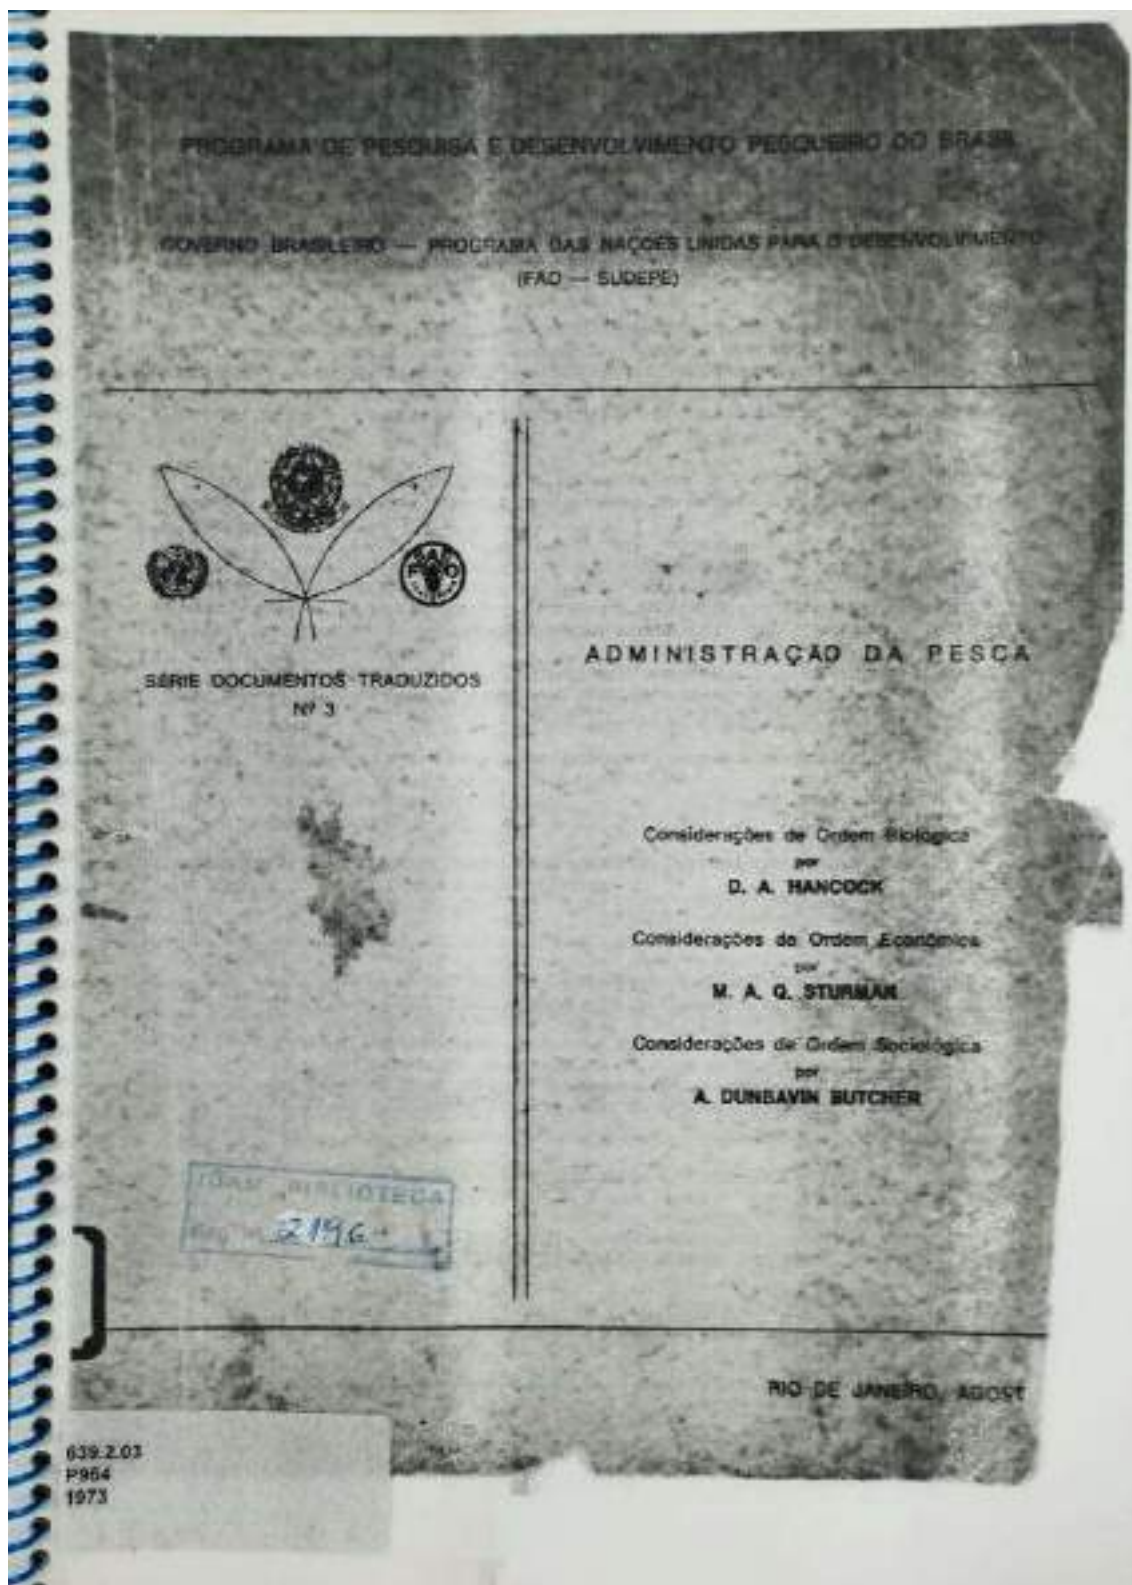 PROGRAMA DE PESQUISA E DESENVOLVIMENTO PESQUEIRO DO BRASIL
GOVERNO BRASILEIRO — PROGRAMA DAS NAÇÕES UNIDAS PARA O DESENVOLVIMENTO
(FAO — SUDEPE)
SÉRIE DOCUMENTOS TRADUZIDOS
Nº 3
ADMINISTRAÇÃO DA PESCA
Considerações de Ordem Biológica
por
D. A. HANCOCK
Considerações de Ordem Econômica
por
M. A. Q. STURMAN
Considerações de Ordem Sociológica
por
A. DUNBAVIN BUTCHER
BIBLIOTECA
2196
RIO DE JANEIRO, AGOST
639.2.03
P964
1973